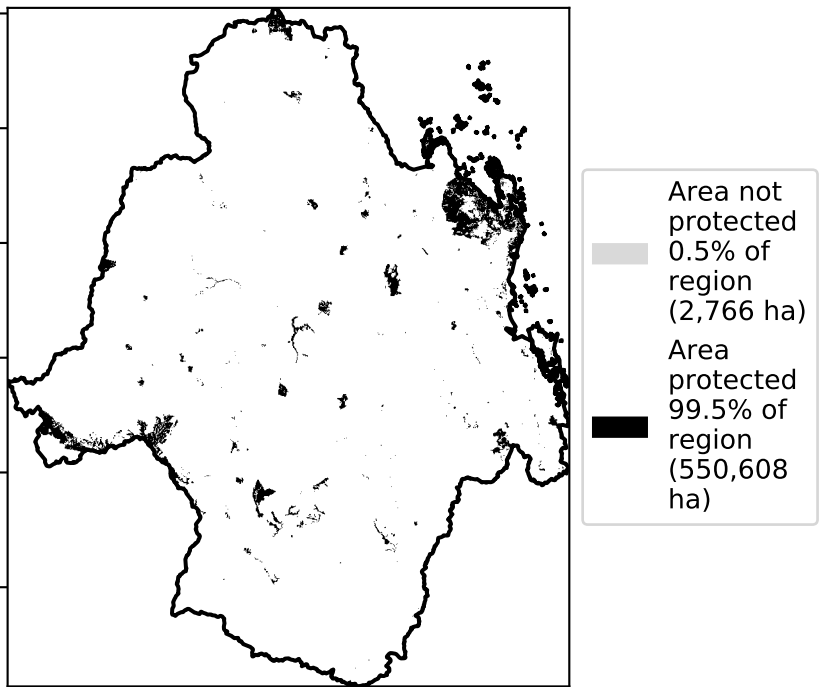 Area not
protected
0.5% of
region
(2,766 ha)
Area
protected
99.5% of
region
(550,608
ha)